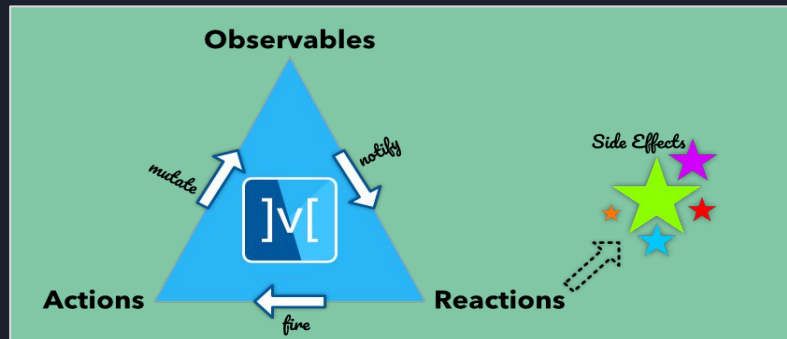 Observables
mutate
notify
Side Effects
]v[
Actions
fire
Reactions